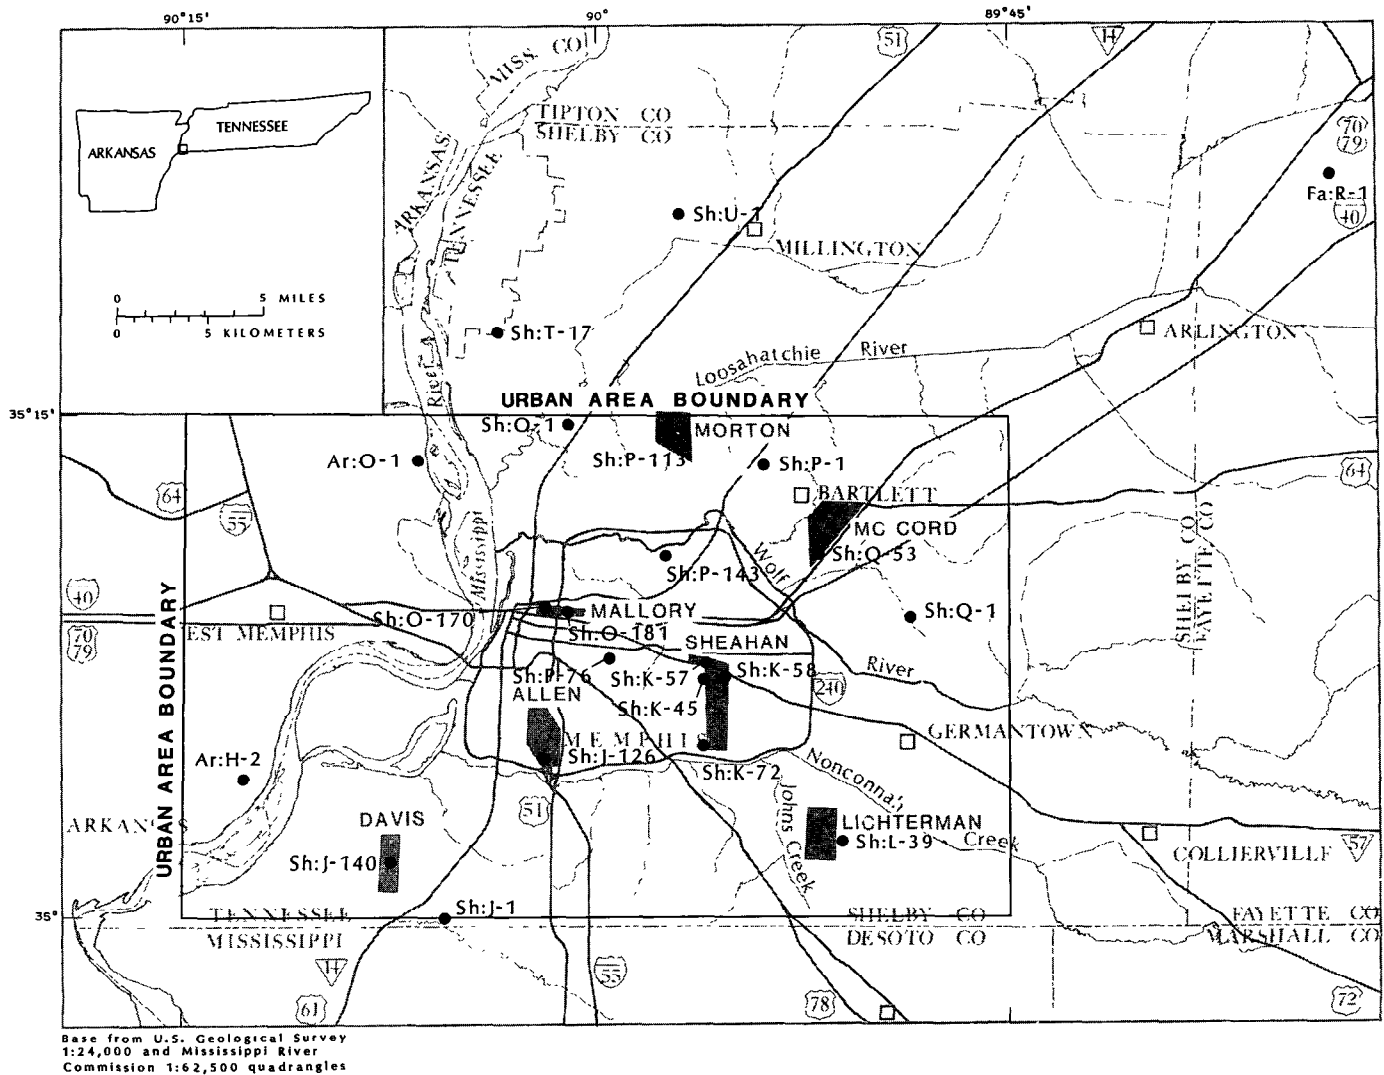 90°15'
90°
89°45'
51
14
MISS. CO
TIPTON CO
SHELBY CO
70
79
TENNESSEE
ARKANSAS
ARKANSAS
TENNESSEE
Fa:R-1
40
Sh:U-1
MILLINGTON
0 5 MILES
0 5 KILOMETERS
Sh:T-17
ARLINGTON
Loosahatchie River
River
URBAN AREA BOUNDARY
35°15'
Sh:O-1
MORTON
Ar:O-1
Sh:P-113
Sh:P-1
64
64
BARTLETT
55
MC CORD
Sh:Q-53
Mississippi
Wolf
Sh:P-143
SHELBY CO
FAYETTE CO
40
70
79
Sh:O-170
MALLORY
Sh:Q-1
EST MEMPHIS
Sh:O-181
SHEAHAN
River
Sh:P-76
Sh:K-57
Sh:K-58
ALLEN
240
Sh:K-45
GERMANTOWN
MEMPHIS
URBAN AREA BOUNDARY
Ar:H-2
Sh:J-126
Sh:K-72
Nonconnah
51
Johns Creek
DAVIS
LICHTERMAN
ARKANS S
Sh:L-39
Creek
57
Sh:J-140
COLLIERVILLE
Sh:J-1
35°
TENNESSEE
SHELBY CO
FAYETTE CO
MISSISSIPPI
DESOTO CO
MARSHALL CO
14
55
61
78
72
Base from U.S. Geological Survey
1:24,000 and Mississippi River
Commission 1:62,500 quadrangles